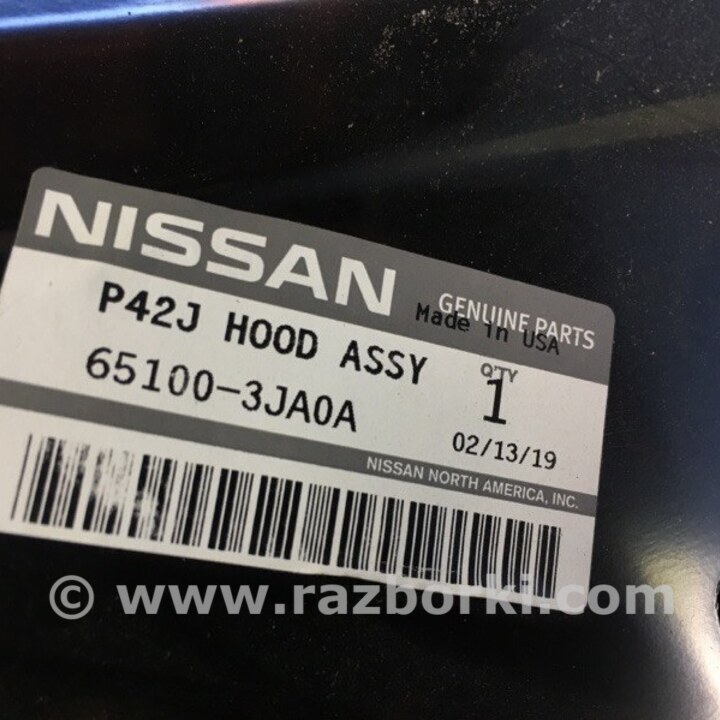 NISSAN
GENUINE PARTS
Made in USA
P42J HOOD ASSY
Q'TY
65100-3JA0A
1
02/13/19
NISSAN NORTH AMERICA, INC.
© www.razborki.com